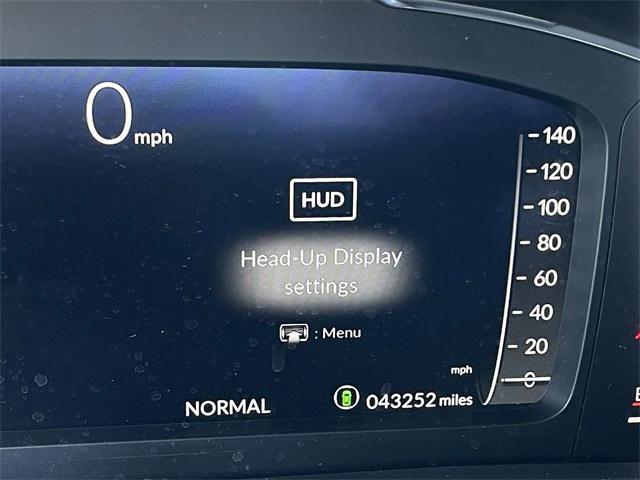 0 mph
140
120
HUD
100
80
Head-Up Display
settings
60
40
: Menu
20
mph
0
NORMAL
043252 miles
E